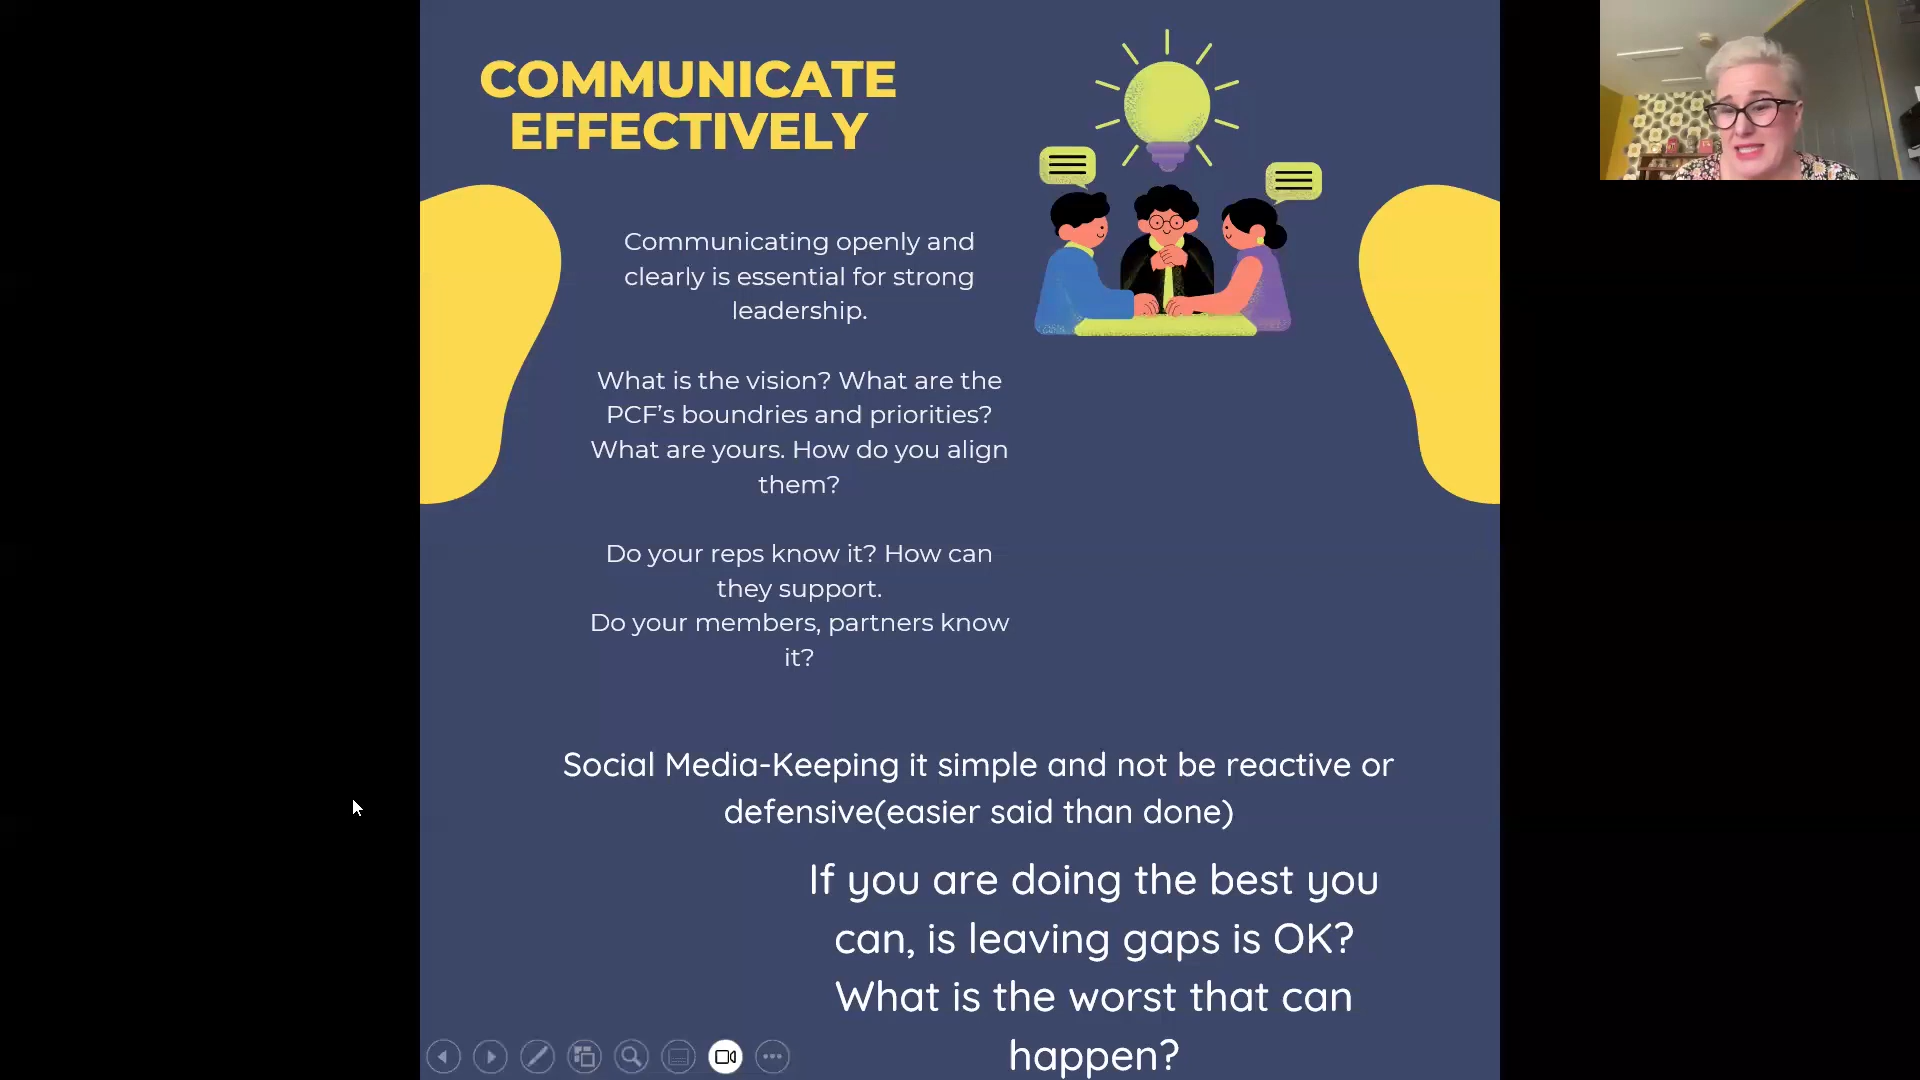 COMMUNICATE
EFFECTIVELY
Communicating openly and
clearly is essential for strong
leadership.
What is the vision? What are the
PCF’s boundries and priorities?
What are yours. How do you align
them?
Do your reps know it? How can
they support.
Do your members, partners know
it?
Social Media-Keeping it simple and not be reactive or
defensive(easier said than done)
If you are doing the best you
can, is leaving gaps is OK?
What is the worst that can
happen?